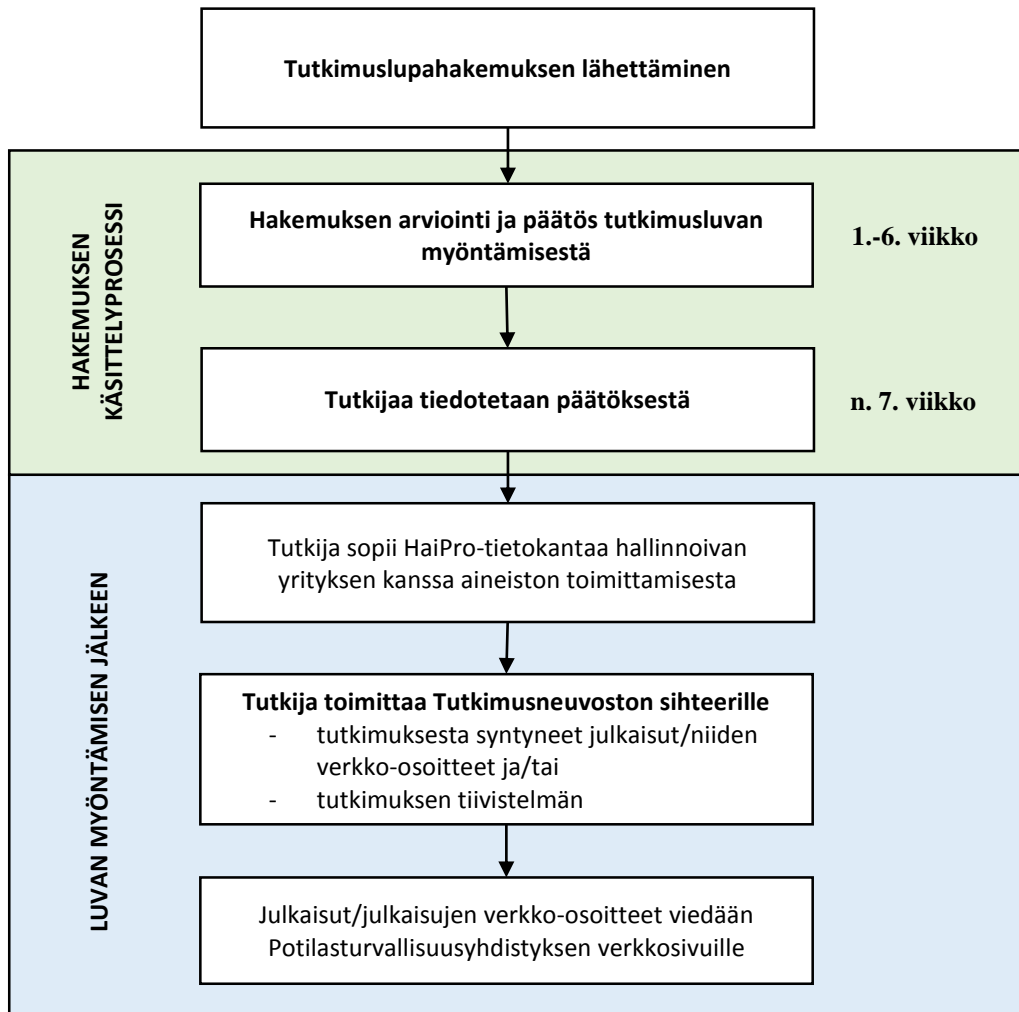 Tutkimuslupahakemuksen lähettäminen
HAKEMUKSEN
KÄSITTELYPROSESSI
Hakemuksen arviointi ja päätös tutkimusluvan
myöntämisestä
1.-6. viikko
Tutkijaa tiedotetaan päätöksestä
n. 7. viikko
LUVAN MYÖNTÄMISEN JÄLKEEN
Tutkija sopii HaiPro-tietokantaa hallinnoivan
yrityksen kanssa aineiston toimittamisesta
Tutkija toimittaa Tutkimusneuvoston sihteerille
- tutkimuksesta syntyneet julkaisut/niiden
verkko-osoitteet ja/tai
- tutkimuksen tiivistelmän
Julkaisut/julkaisujen verkko-osoitteet viedään
Potilasturvallisuusyhdistyksen verkkosivuille